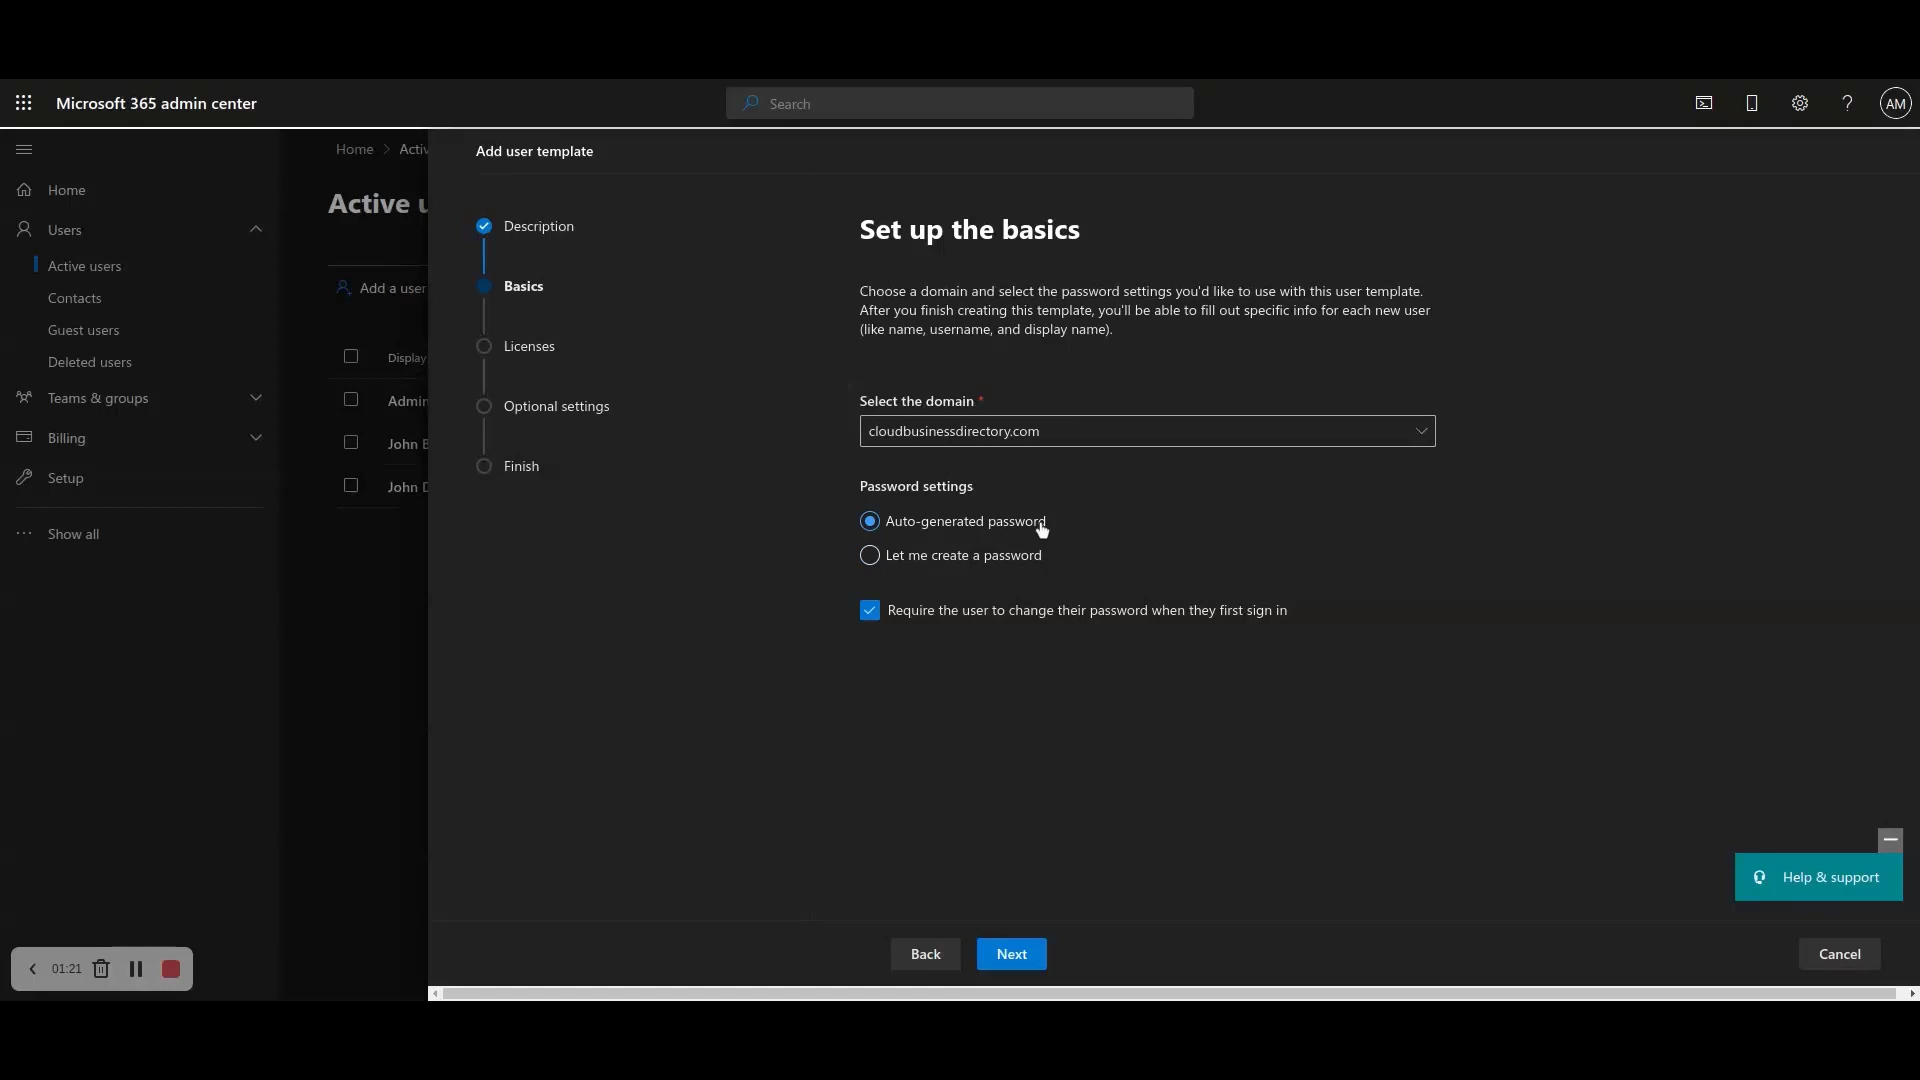 Microsoft 365 admin center
Search
AM
Home
Users
Active users
Contacts
Guest users
Deleted users
Teams & groups
Billing
Setup
Show all
Home > Activ
Active u
Add a user
Display
Admin
John B
John D
Add user template
Description
Basics
Licenses
Optional settings
Finish
Set up the basics
Choose a domain and select the password settings you'd like to use with this user template.
After you finish creating this template, you'll be able to fill out specific info for each new user
(like name, username, and display name).
Select the domain *
cloudbusinessdirectory.com
Password settings
Auto-generated password
Let me create a password
Require the user to change their password when they first sign in
Help & support
Back
Next
Cancel
01:21